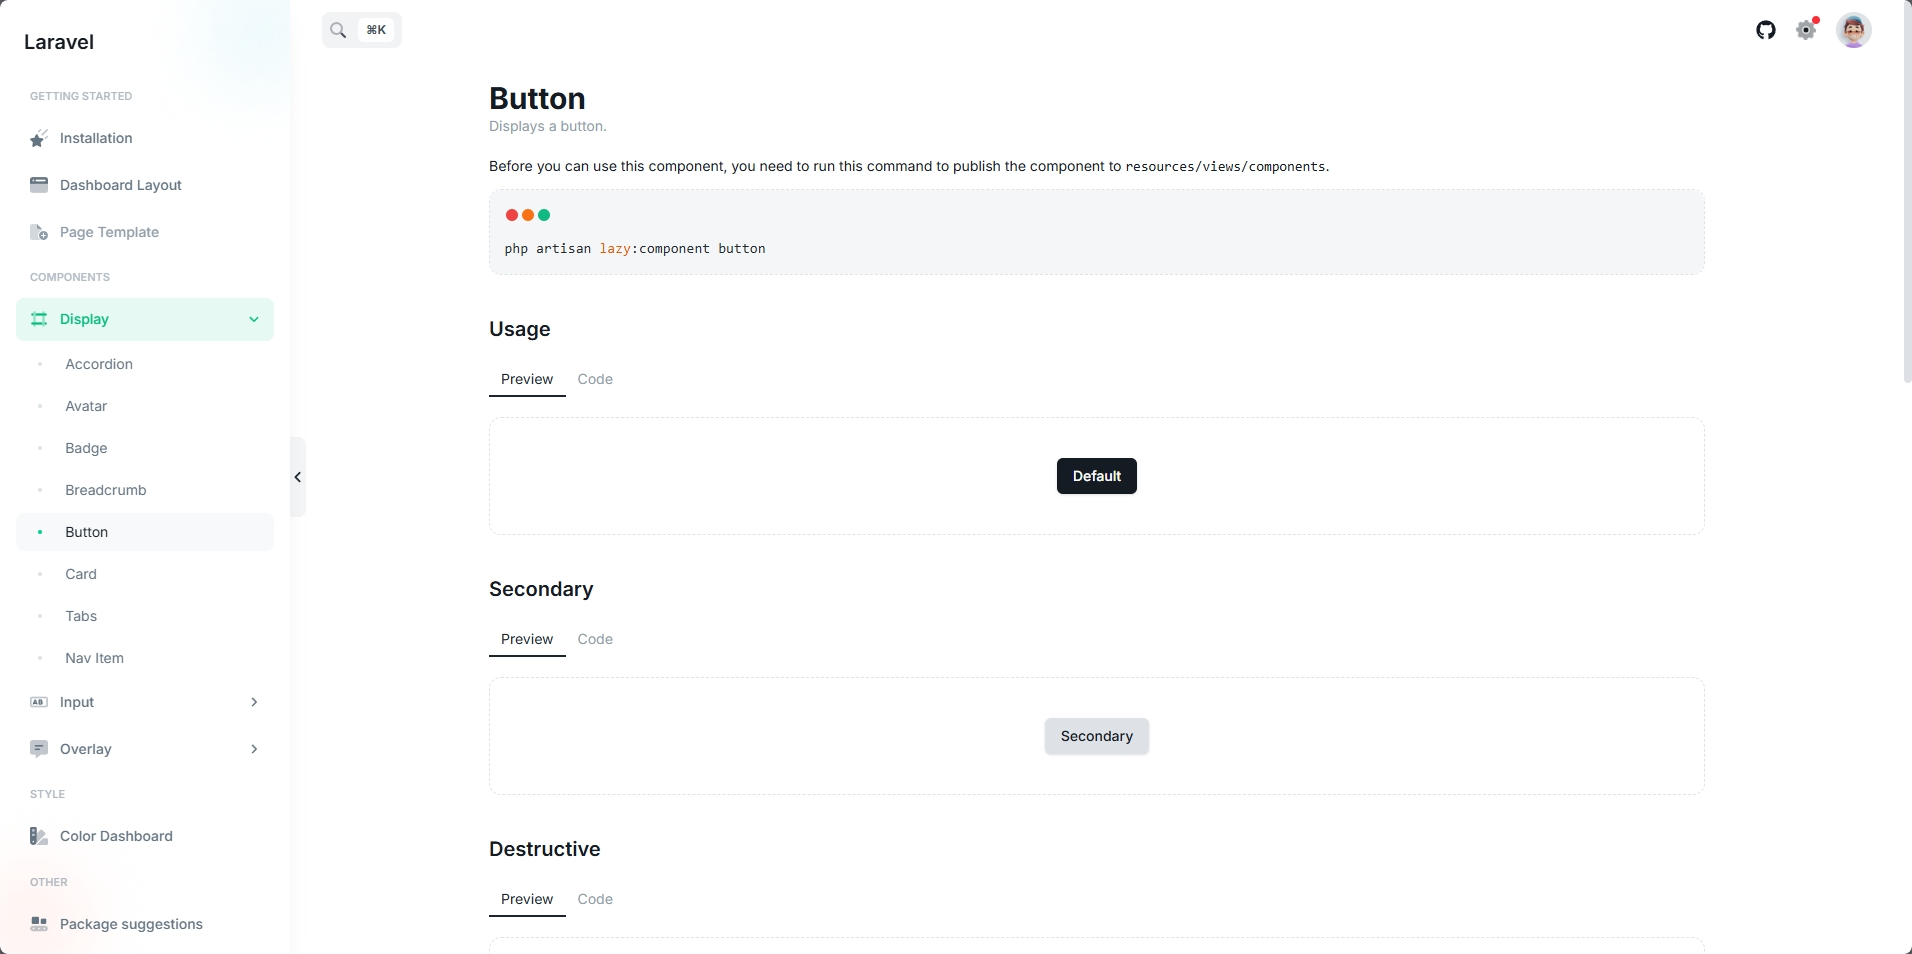 Laravel
GETTING STARTED
Installation
Dashboard Layout
Page Template
COMPONENTS
Display
Accordion
Avatar
Badge
Breadcrumb
Button
Card
Tabs
Nav Item
Input
Overlay
STYLE
Color Dashboard
OTHER
Package suggestions
⌘K
Button
Displays a button.
Before you can use this component, you need to run this command to publish the component to resources/views/components.
php artisan lazy:component button
Usage
Preview Code
Default
Secondary
Preview Code
Secondary
Destructive
Preview Code